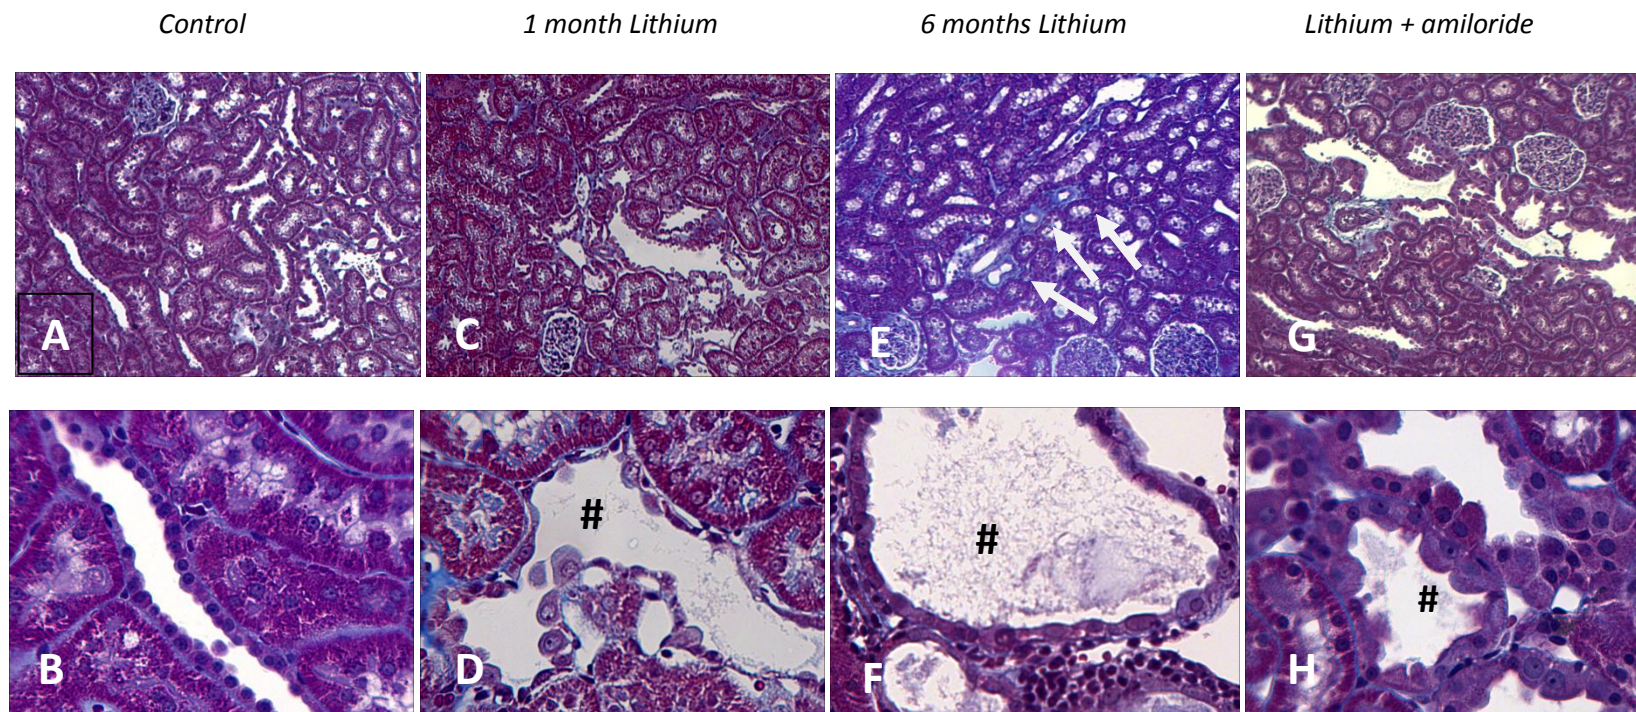 Control 1 month Lithium 6 months Lithium Lithium + amiloride
A C E G
# # #
B D F H